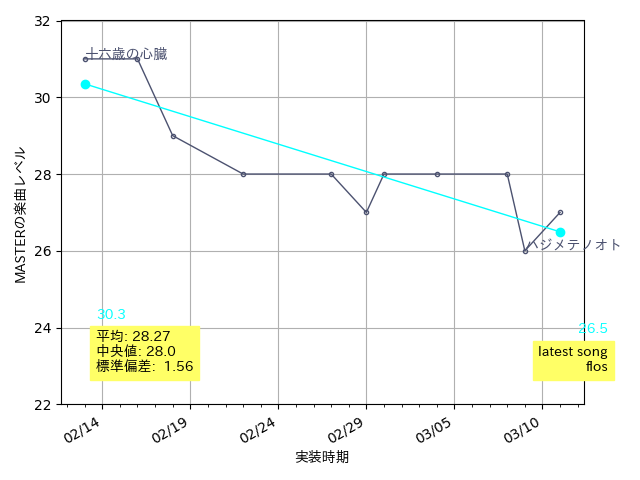 32
30
28
26
24
22
MASTERの楽曲レベル
十六歳の心臓
ハジメテノオト
30.3
26.5
平均: 28.27
中央値: 28.0
標準偏差: 1.56
latest song
flos
02/14
02/19
02/24
02/29
03/05
03/10
実装時期